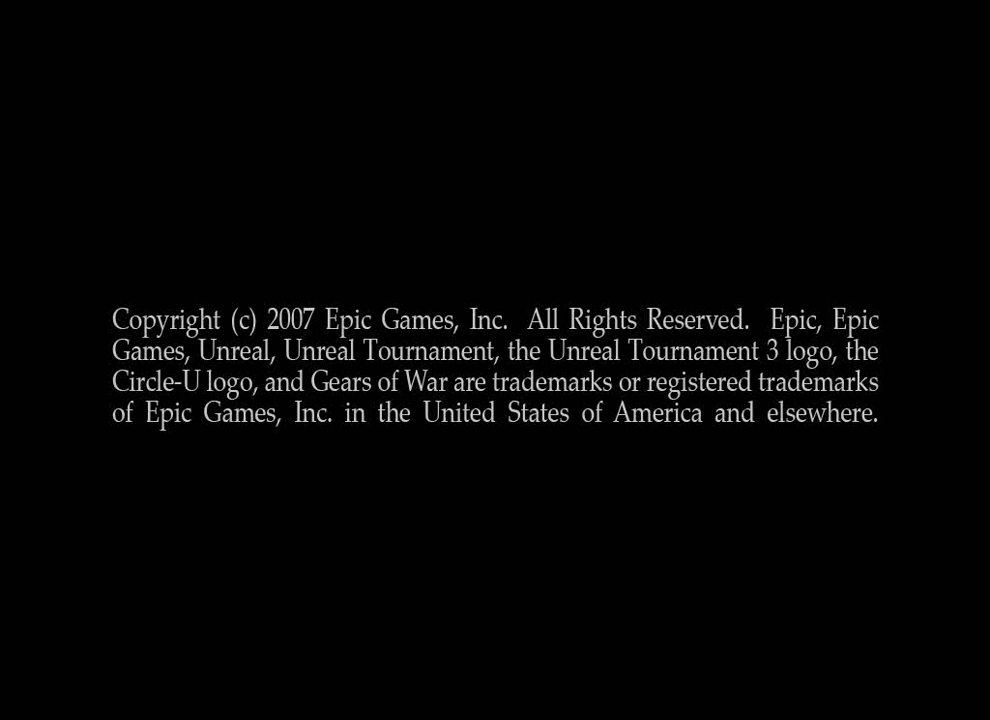 Copyright (c) 2007 Epic Games, Inc.  All Rights Reserved.  Epic, Epic
Games, Unreal, Unreal Tournament, the Unreal Tournament 3 logo, the
Circle-U logo, and Gears of War are trademarks or registered trademarks
of Epic Games, Inc. in the United States of America and elsewhere.